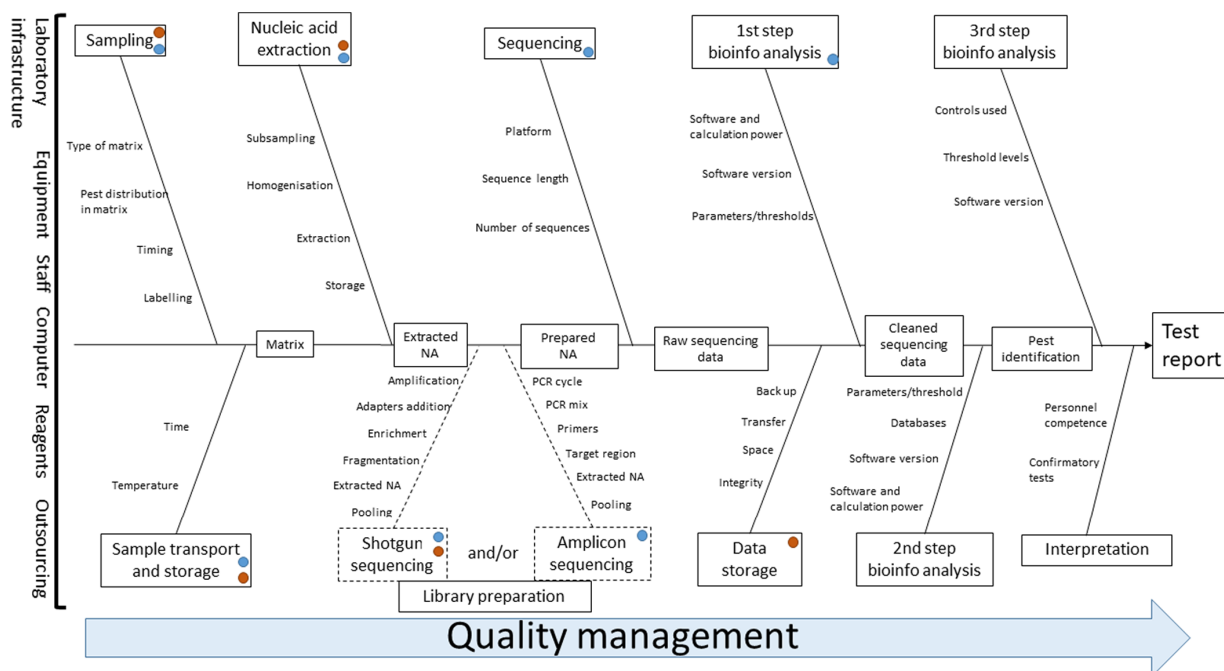 Laboratory
infrastructure
Equipment
Staff
Computer
Reagents
Outsourcing
Sampling
Type of matrix
Pest distribution
in matrix
Timing
Labelling
Nucleic acid
extraction
Subsampling
Homogenisation
Extraction
Storage
Sequencing
Platform
Sequence length
Number of sequences
1st step
bioinfo analysis
Software and
calculation power
Software version
Parameters/thresholds
3rd step
bioinfo analysis
Controls used
Threshold levels
Software version
Matrix
Extracted
NA
Prepared
NA
Raw sequencing
data
Cleaned
sequencing
data
Pest
identification
Test
report
Time
Temperature
Sample transport
and storage
Amplification
Adapters addition
Enrichmert
Fragmentation
Extracted NA
Pooling
Shotgun
sequencing
and/or
PCR cycle
PCR mix
Primers
Target region
Extracted NA
Pooling
Amplicon
sequencing
Library preparation
Back up
Transfer
Space
Integrity
Data
storage
Parameters/threshold
Databases
Software version
Software and
calculation power
2nd step
bioinfo analysis
Personnel
competence
Confirmatory
tests
Interpretation
Quality management